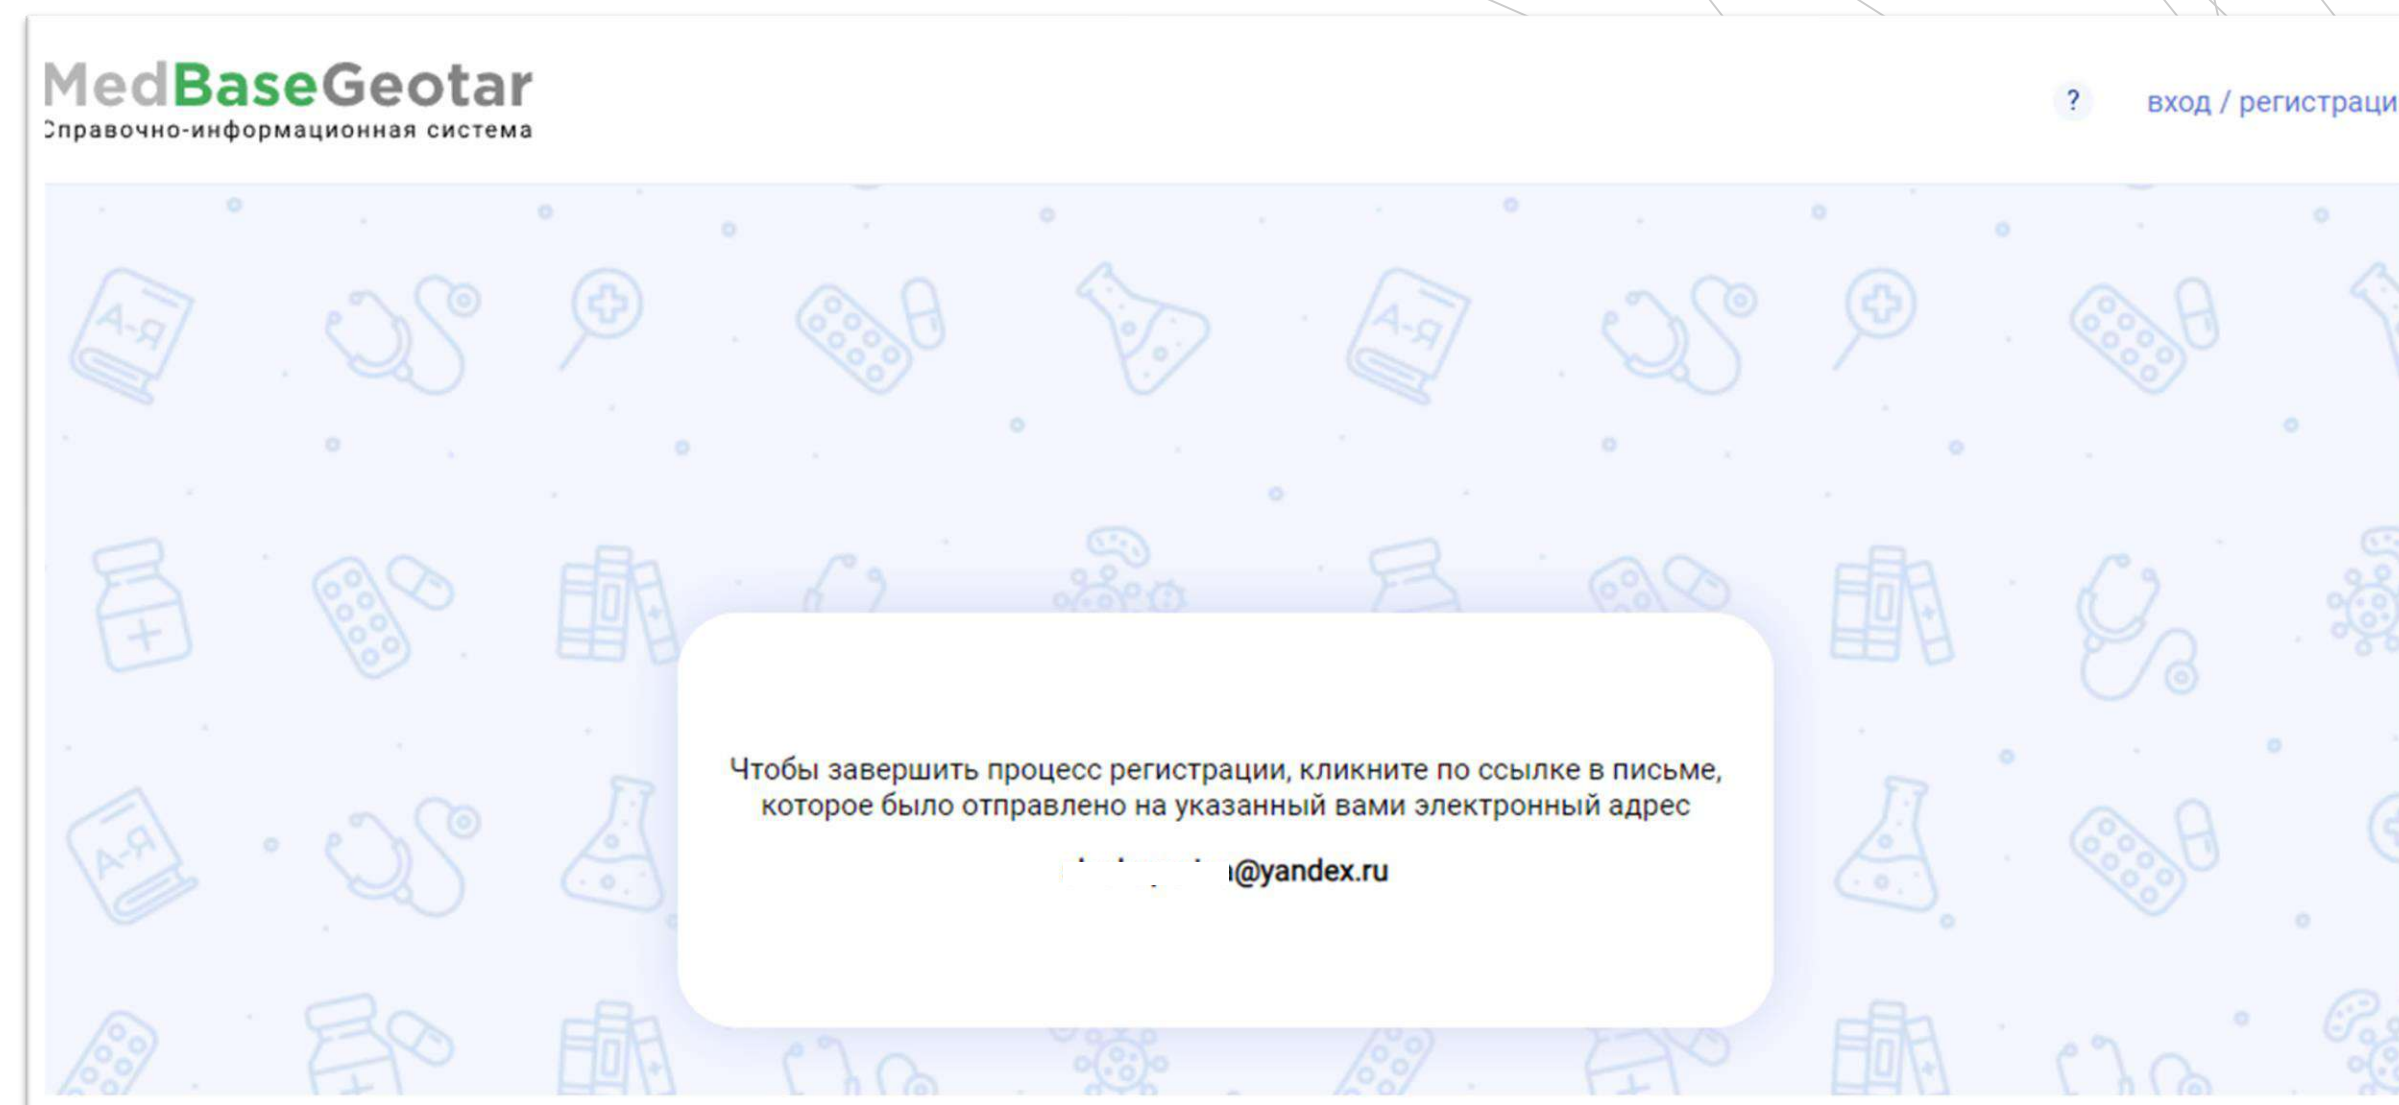 MedBaseGeotar
Справочно-информационная система
? вход / регистраци
А-Я
А-Я
Чтобы завершить процесс регистрации, кликните по ссылке в письме,
которое было отправлено на указанный вами электронный адрес
@yandex.ru
А-Я